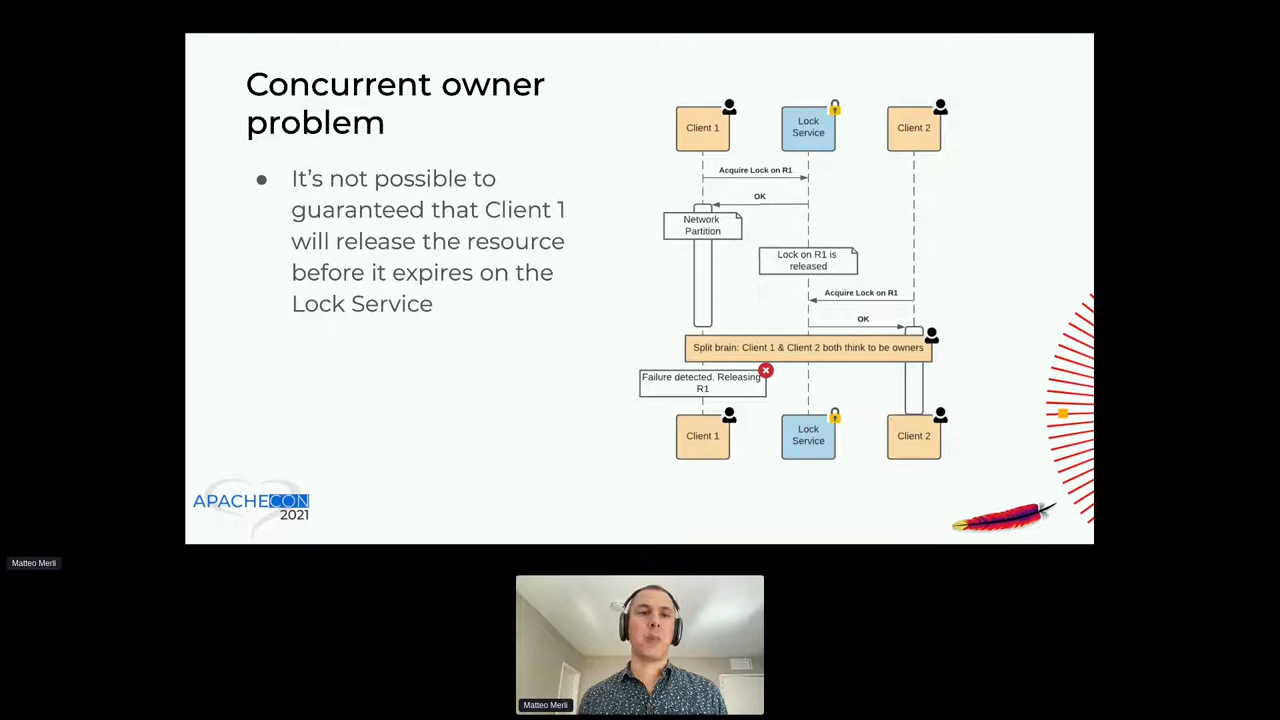 Concurrent owner
problem
● It's not possible to
guaranteed that Client 1
will release the resource
before it expires on the
Lock Service
Client 1
Lock
Service
Client 2
Acquire Lock on R1
OK
Network
Partition
Lock on R1 is
released
Acquire Lock on R1
OK
Split brain: Client 1 & Client 2 both think to be owners
Failure detected. Releasing
R1
Client 1
Lock
Service
Client 2
APACHECON
2021
Matteo Merli
Matteo Merli